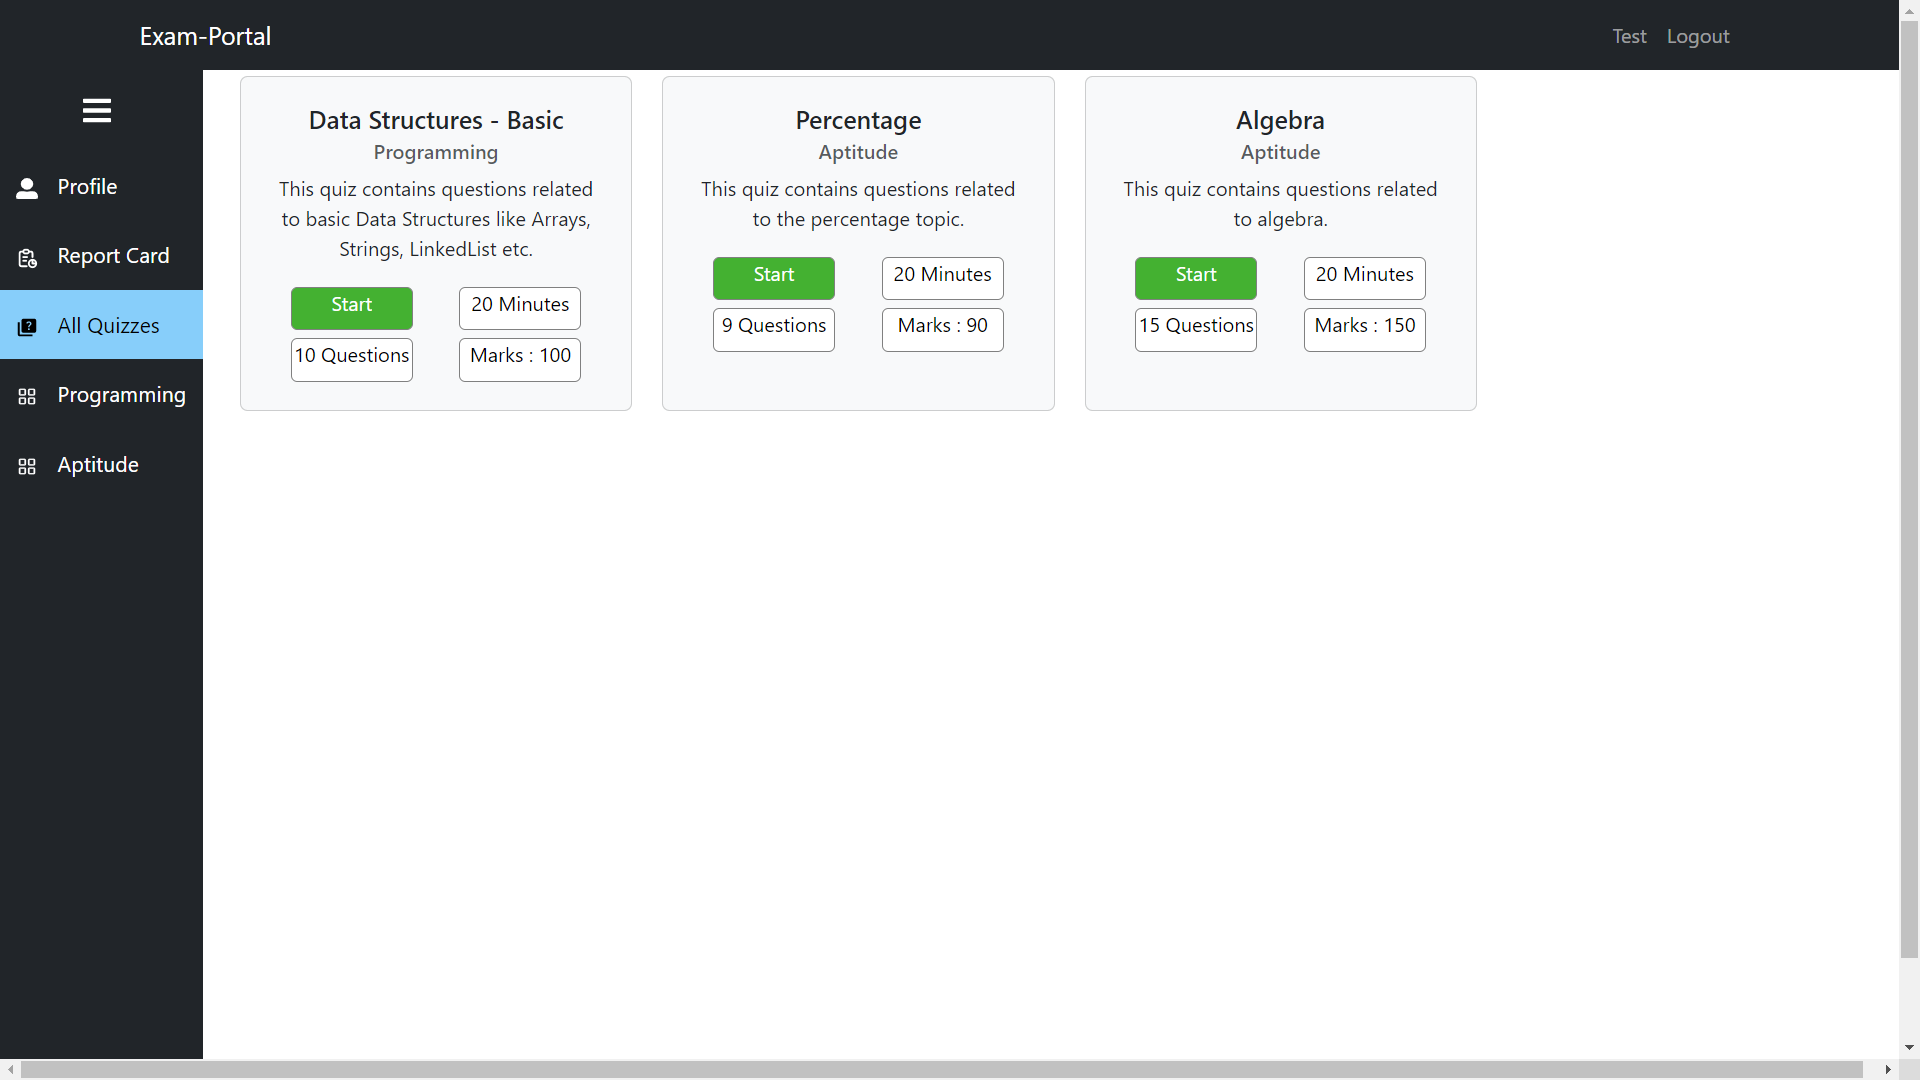 Exam-Portal
Test
Logout
Profile
Report Card
All Quizzes
Programming
Aptitude
Data Structures - Basic
Programming
This quiz contains questions related
to basic Data Structures like Arrays,
Strings, LinkedList etc.
Start
20 Minutes
10 Questions
Marks : 100
Percentage
Aptitude
This quiz contains questions related
to the percentage topic.
Start
20 Minutes
9 Questions
Marks : 90
Algebra
Aptitude
This quiz contains questions related
to algebra.
Start
20 Minutes
15 Questions
Marks : 150